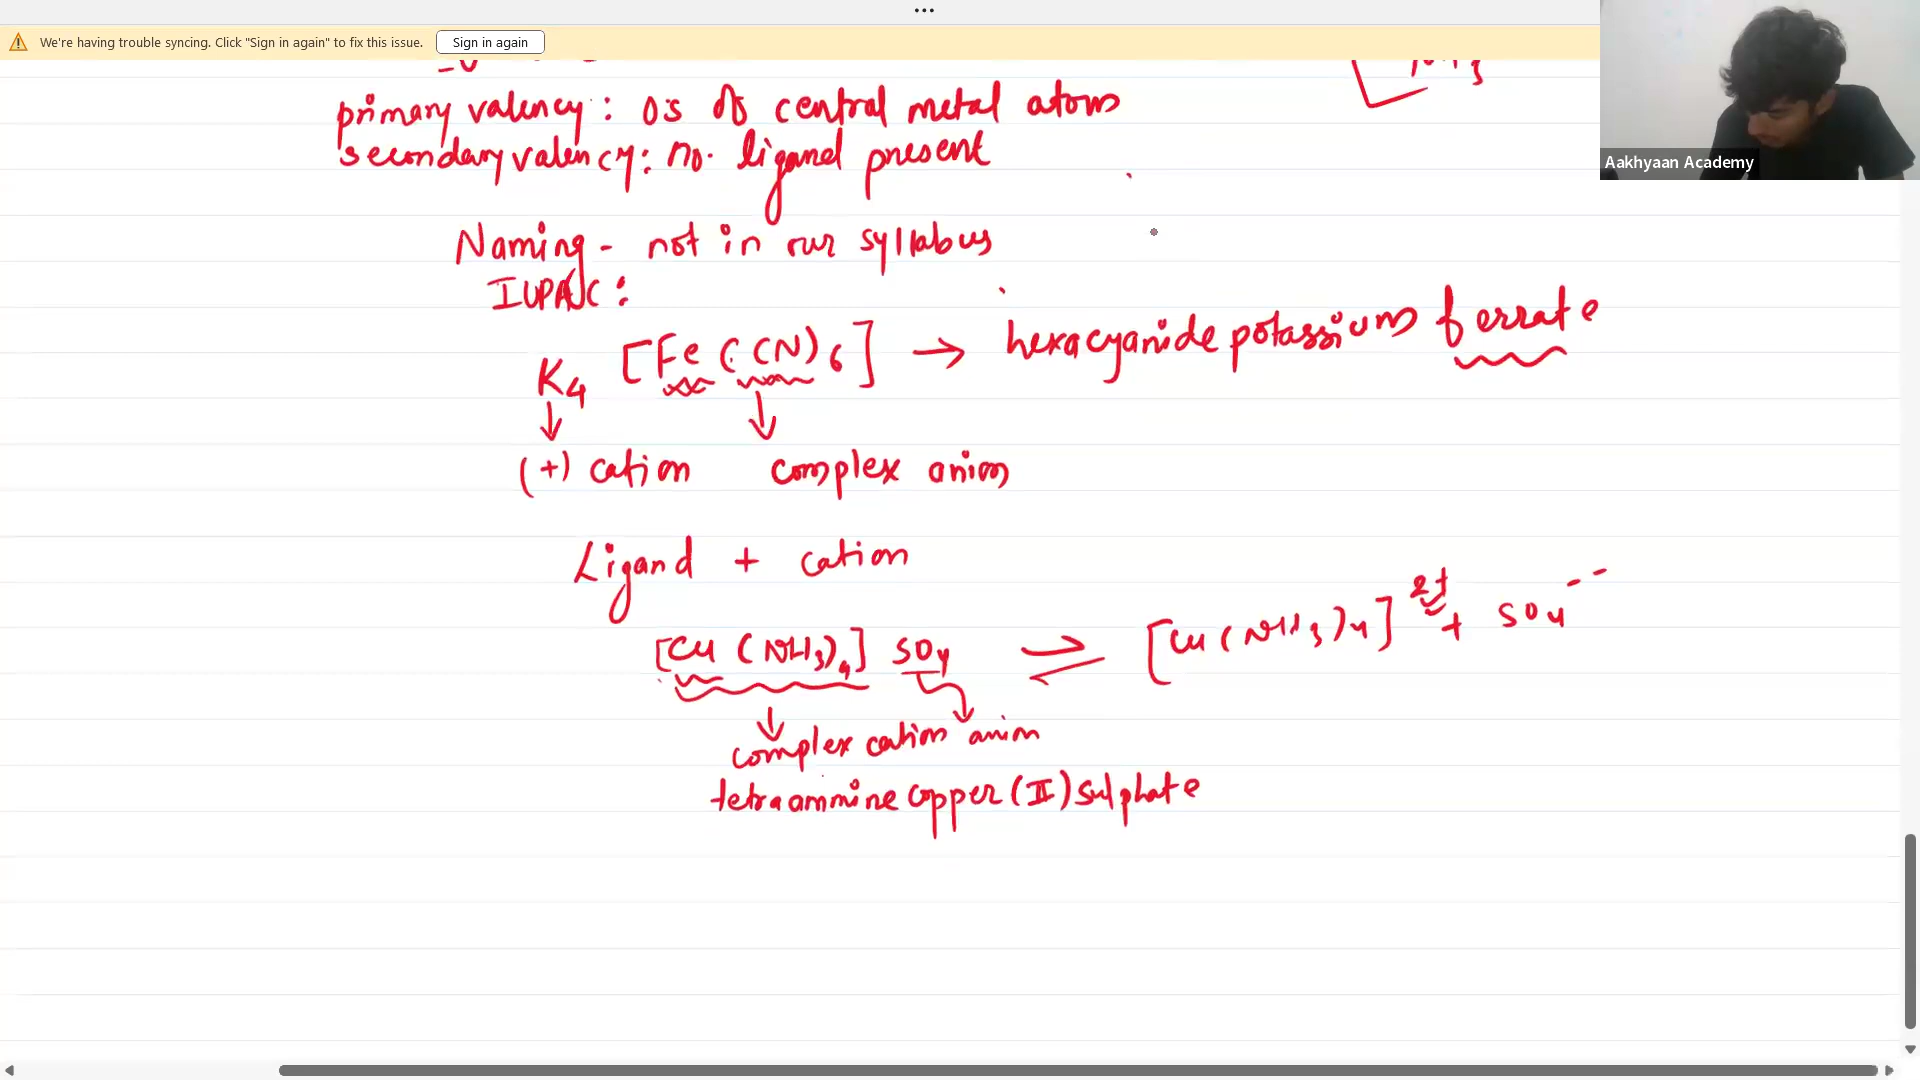 ...
We're having trouble syncing. Click "Sign in again" to fix this issue. Sign in again
Aakhyaan Academy
primary valency : OS of central metal atom
secondary valency : no. ligand present
Naming - not in our syllabus
IUPAC :
K4 [Fe (CN)6] → hexacyanide potassium ferrate
(+) cation complex anion
Ligand + cation
[Cu (NH3)4] SO4 ⇌ [Cu(NH3)4]2+ + SO4--
complex cation anion
tetraammine copper (II) sulphate